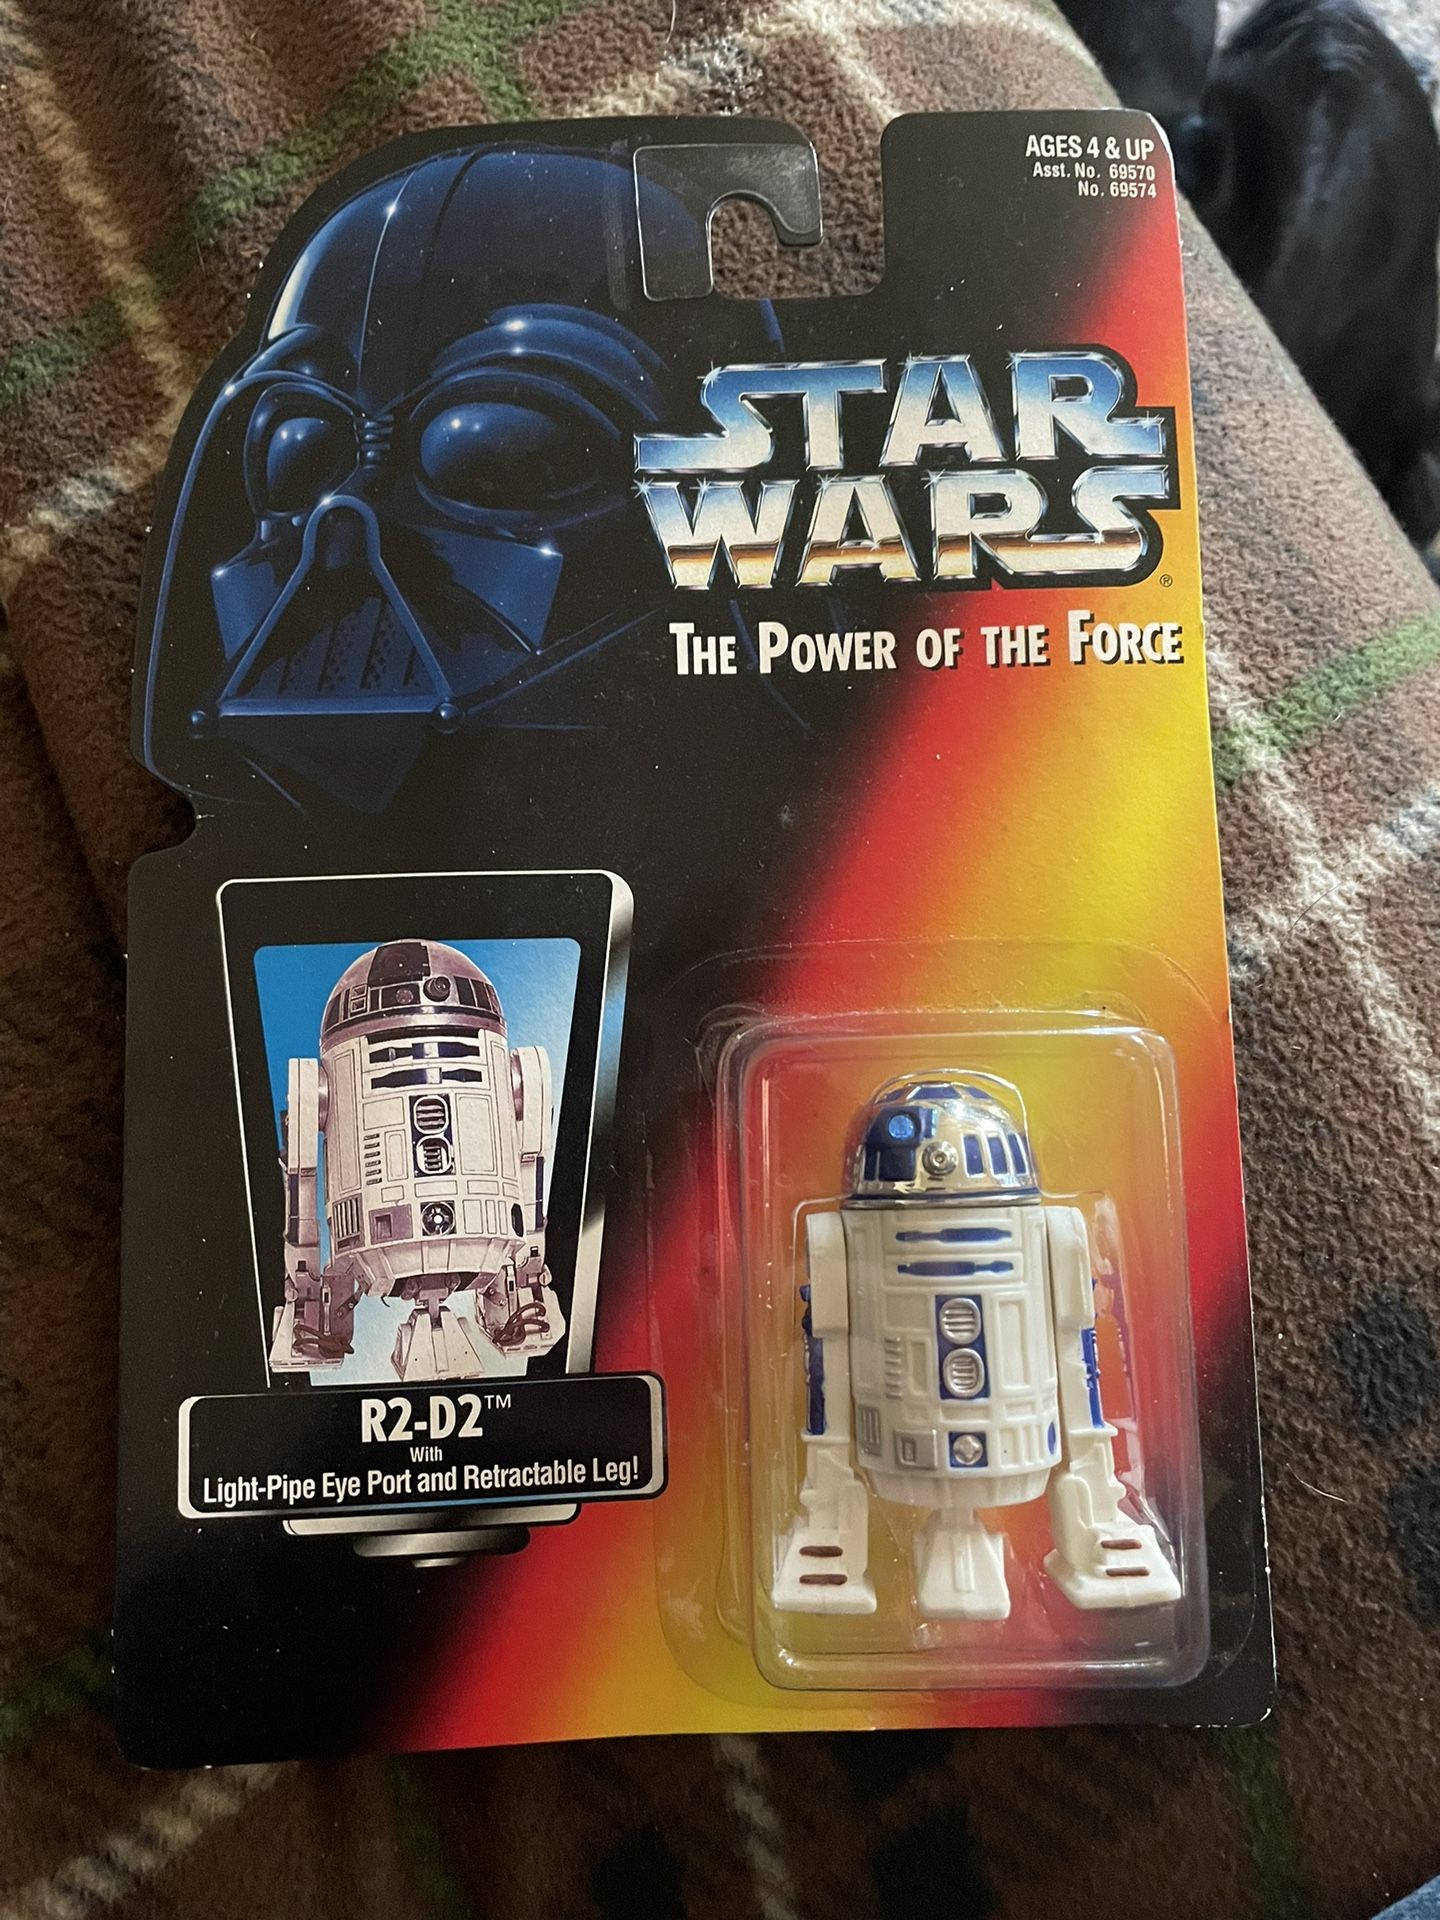 AGES 4 & UP
Asst. No. 69570
No. 69574
STAR
WARS®
THE POWER OF THE FORCE
R2-D2™
With
Light-Pipe Eye Port and Retractable Leg!